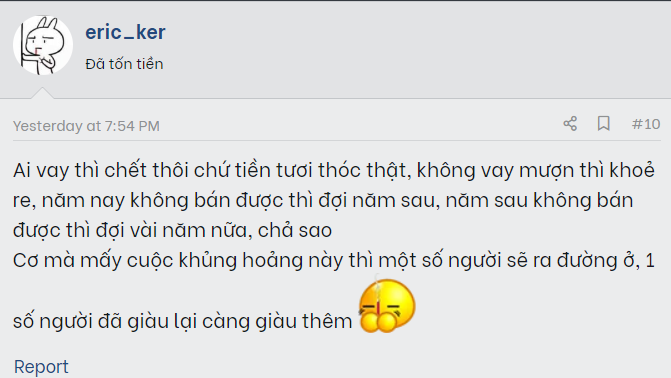 eric_ker
Đã tốn tiền
Yesterday at 7:54 PM
#10
Ai vay thì chết thôi chứ tiền tươi thóc thật, không vay mượn thì khoẻ
re, năm nay không bán được thì đợi năm sau, năm sau không bán
được thì đợi vài năm nữa, chả sao
Cơ mà mấy cuộc khủng hoảng này thì một số người sẽ ra đường ở, 1
số người đã giàu lại càng giàu thêm
Report